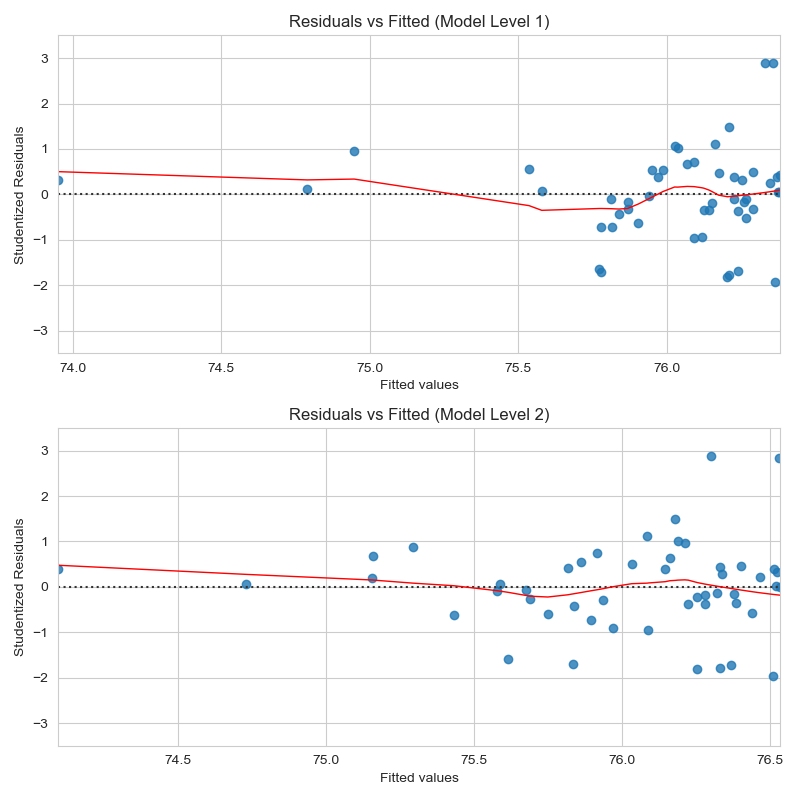 Residuals vs Fitted (Model Level 1)
3
2
1
0
−1
−2
−3
Studentized Residuals
74.0 74.5 75.0 75.5 76.0
Fitted values
Residuals vs Fitted (Model Level 2)
3
2
1
0
−1
−2
−3
Studentized Residuals
74.5 75.0 75.5 76.0 76.5
Fitted values